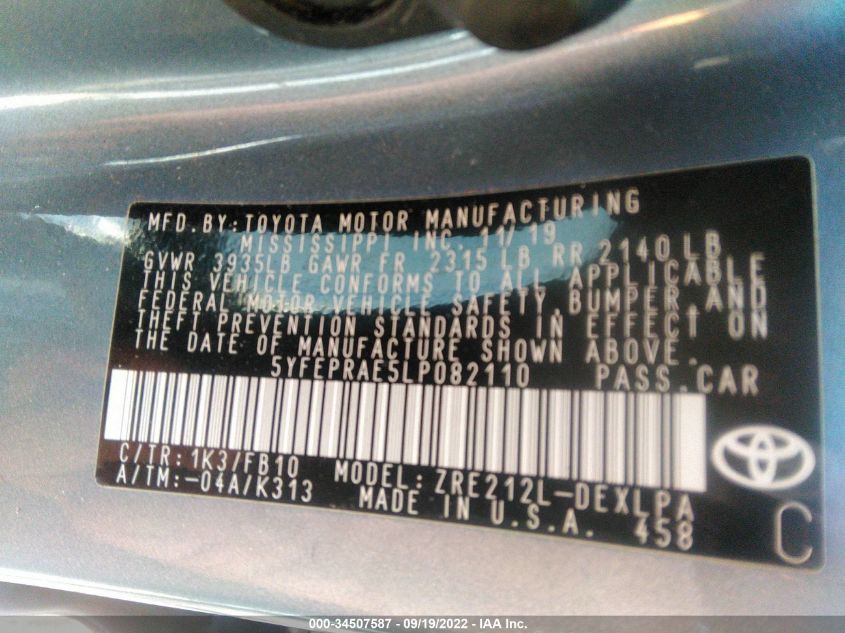 MFD. BY: TOYOTA MOTOR MANUFACTURING
MISSISSIPPI INC. 11/19
GVWR 3935LB GAWR FR 2315 LB RR 2140 LB
THIS VEHICLE CONFORMS TO ALL APPLICABLE
FEDERAL MOTOR VEHICLE SAFETY, BUMPER, AND
THEFT PREVENTION STANDARDS IN EFFECT ON
THE DATE OF MANUFACTURE SHOWN ABOVE.
5YFEPRAE5LP082110 PASS.CAR
C/TR: 1K3/FB10 MODEL: ZRE212L-DEXLPA
A/TM: -04A/K313 MADE IN U.S.A. 458
C
000-34507587 - 09/19/2022 - IAA Inc.